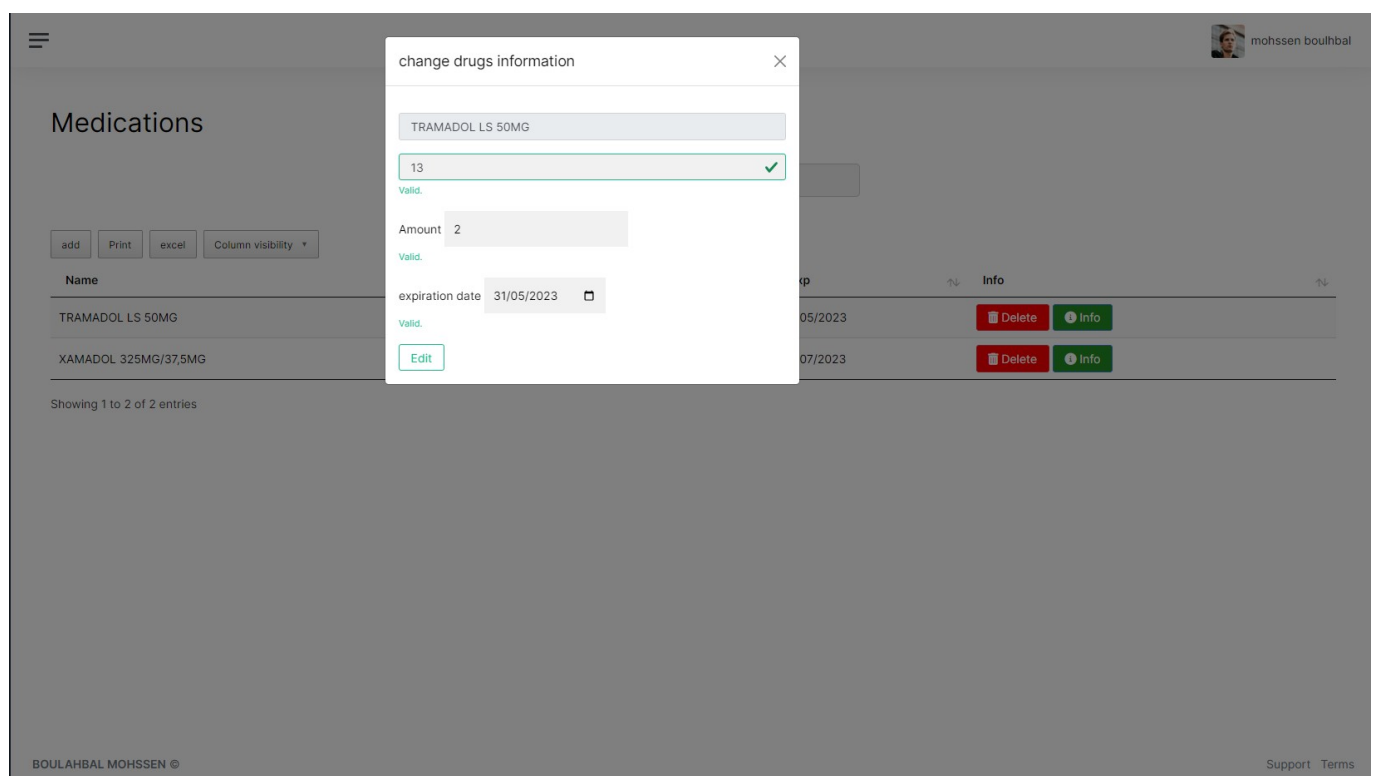 mohssen boulhbal
change drugs information
Medications
TRAMADOL LS 50MG
13
Valid.
Amount 2
Valid.
expiration date 31/05/2023
Valid.
Edit
add Print excel Column visibility
Name xp Info
TRAMADOL LS 50MG 05/2023 Delete Info
XAMADOL 325MG/37,5MG 07/2023 Delete Info
Showing 1 to 2 of 2 entries
BOULAHBAL MOHSSEN © Support Terms